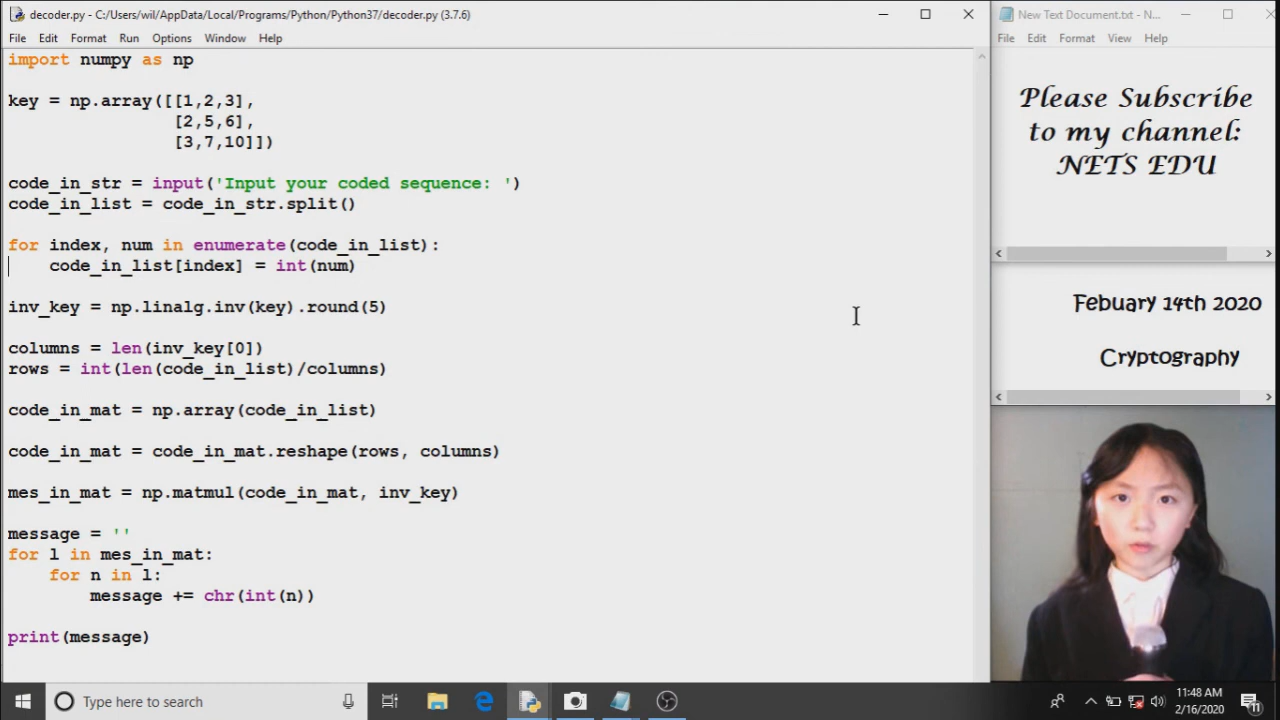 decoder.py - C:/Users/wil/AppData/Local/Programs/Python/Python37/decoder.py (3.7.6)
File Edit Format Run Options Window Help
import numpy as np
key = np.array([[1,2,3],
[2,5,6],
[3,7,10]])
code_in_str = input('Input your coded sequence: ')
code_in_list = code_in_str.split()
for index, num in enumerate(code_in_list):
    code_in_list[index] = int(num)
inv_key = np.linalg.inv(key).round(5)
columns = len(inv_key[0])
rows = int(len(code_in_list)/columns)
code_in_mat = np.array(code_in_list)
code_in_mat = code_in_mat.reshape(rows, columns)
mes_in_mat = np.matmul(code_in_mat, inv_key)
message = ''
for l in mes_in_mat:
    for n in l:
        message += chr(int(n))
print(message)
New Text Document.txt - N...
File Edit Format View Help
Please Subscribe
to my channel:
NETS EDU
Febuary 14th 2020
Cryptography
Type here to search
11:48 AM
2/16/2020
11